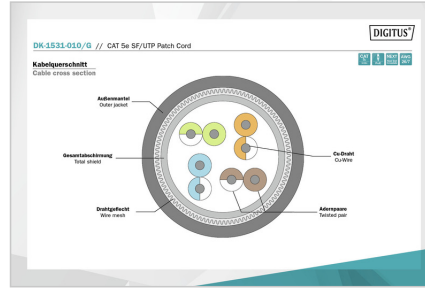 DIGITUS®
DK-1531-010/G // CAT 5e SF/UTP Patch Cord
Kabelquerschnitt
Cable cross section
Außenmantel
Outer jacket
Gesamtabschirmung
Total shield
Drahtgeflecht
Wire mesh
Cu-Draht
Cu-Wire
Adernpaare
Twisted pair